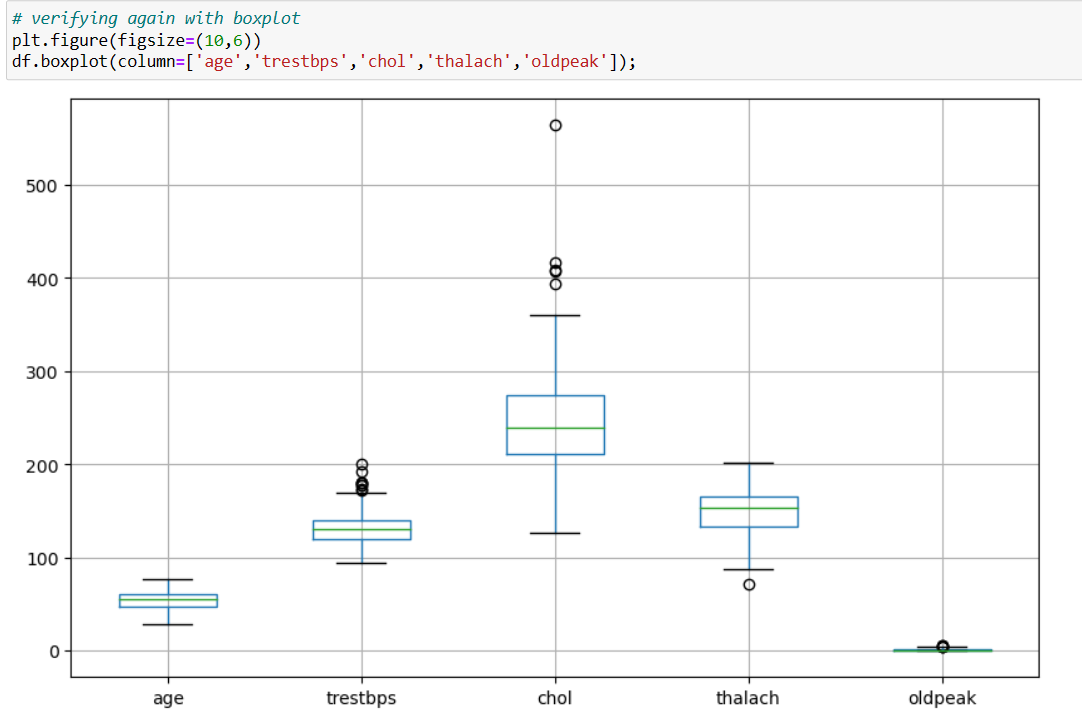 # verifying again with boxplot
plt.figure(figsize=(10,6))
df.boxplot(column=['age','trestbps','chol','thalach','oldpeak']);
500
400
300
200
100
0
age trestbps chol thalach oldpeak